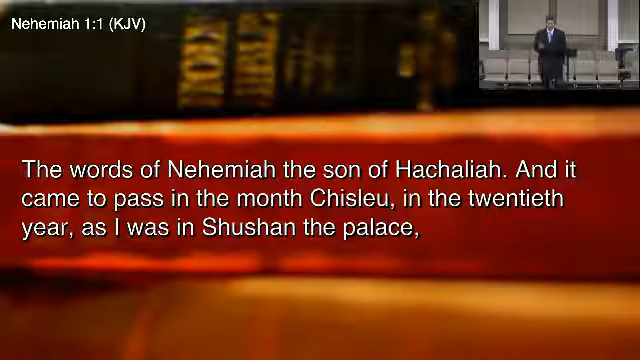 Nehemiah 1:1 (KJV)
The words of Nehemiah the son of Hachaliah. And it
came to pass in the month Chisleu, in the twentieth
year, as I was in Shushan the palace,